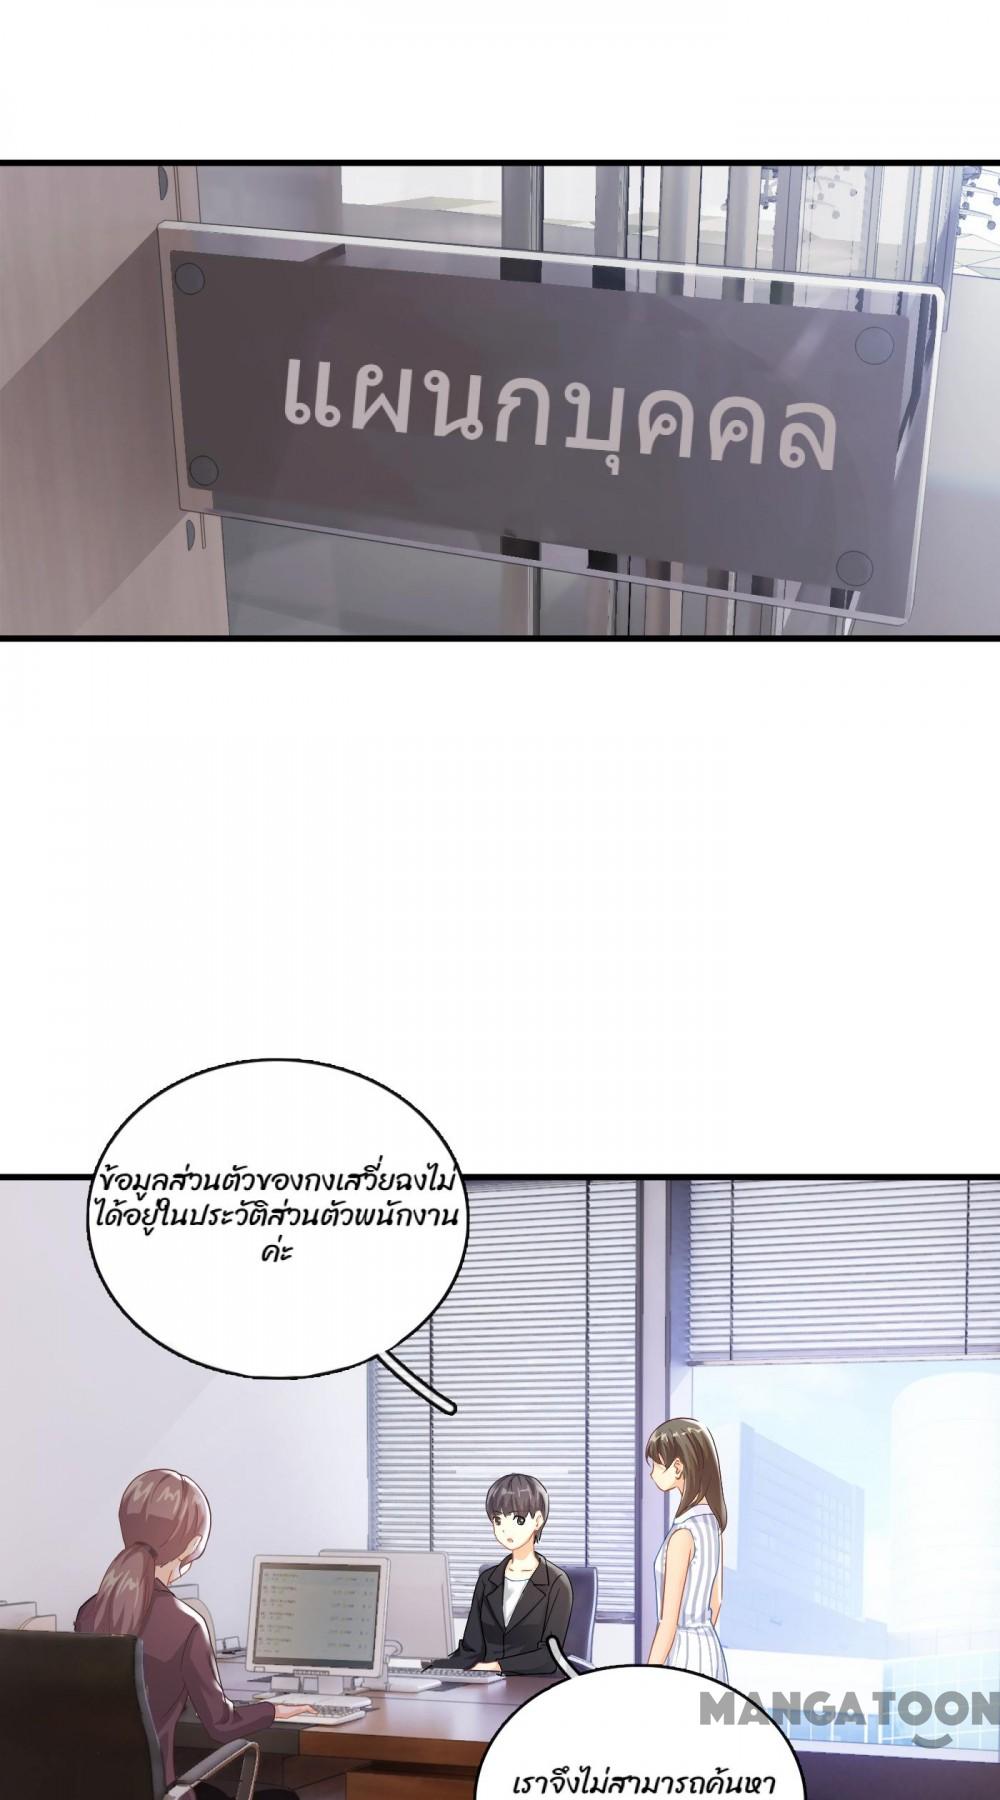 แผนกบุคคล
ข้อมูลส่วนตัวของกงเสวี่ยฉงไม่
ได้อยู่ในประวัติส่วนตัวพนักงาน
ค่ะ
MANGATOON
เราจึงไม่สามารถค้นหา